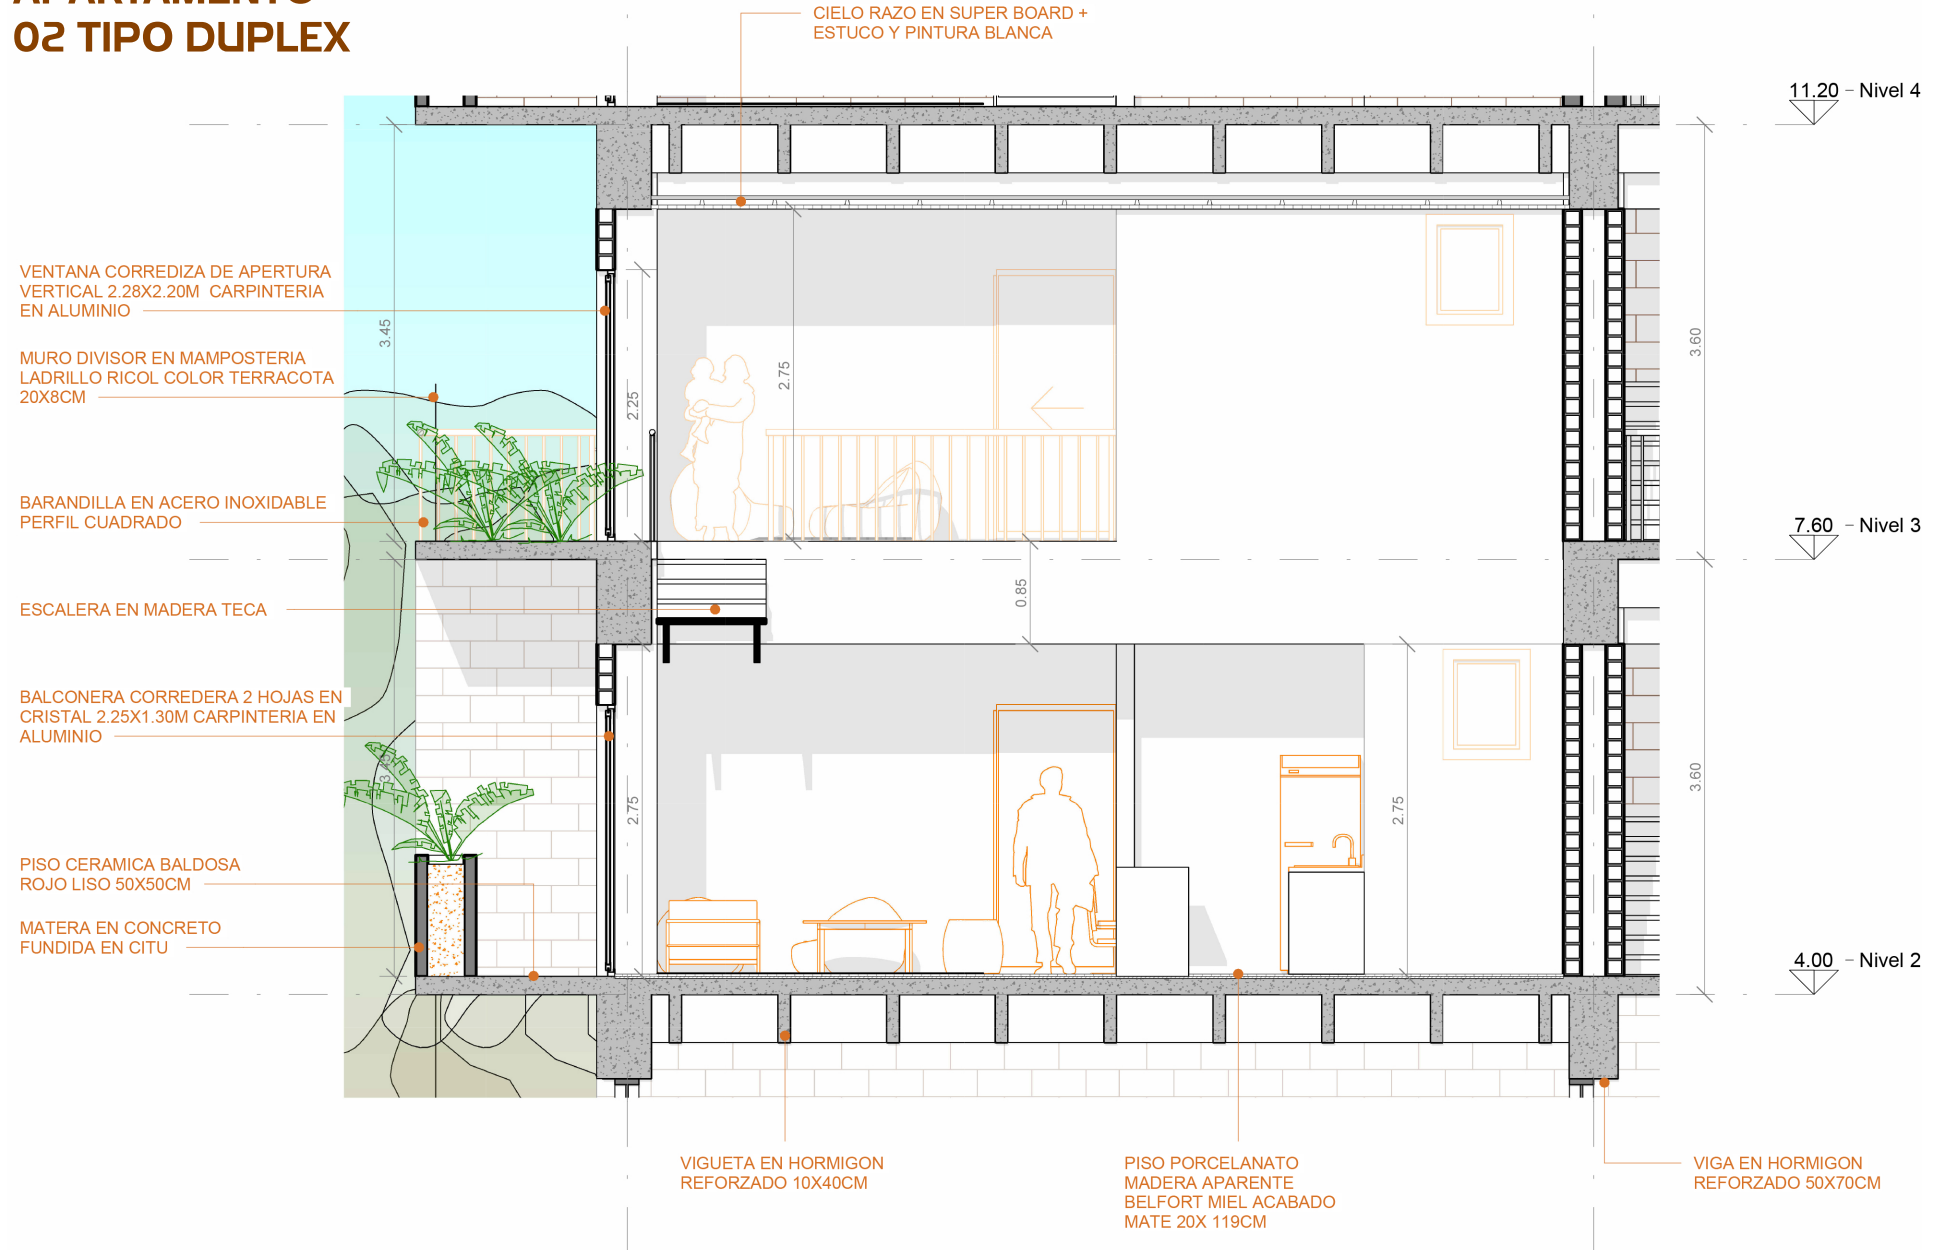 APARTAMENTO
02 TIPO DUPLEX
CIELO RAZO EN SUPER BOARD +
ESTUCO Y PINTURA BLANCA
11.20 – Nivel 4
VENTANA CORREDIZA DE APERTURA
VERTICAL 2.28X2.20M CARPINTERIA
EN ALUMINIO
3.45
2.25
2.75
3.60
MURO DIVISOR EN MAMPOSTERIA
LADRILLO RICOL COLOR TERRACOTA
20X8CM
BARANDILLA EN ACERO INOXIDABLE
PERFIL CUADRADO
7.60 – Nivel 3
ESCALERA EN MADERA TECA
0.85
BALCONERA CORREDERA 2 HOJAS EN
CRISTAL 2.25X1.30M CARPINTERIA EN
ALUMINIO
3.45
2.75
2.75
3.60
PISO CERAMICA BALDOSA
ROJO LISO 50X50CM
MATERA EN CONCRETO
FUNDIDA EN CITU
4.00 – Nivel 2
VIGUETA EN HORMIGON
REFORZADO 10X40CM
PISO PORCELANATO
MADERA APARENTE
BELFORT MIEL ACABADO
MATE 20X 119CM
VIGA EN HORMIGON
REFORZADO 50X70CM